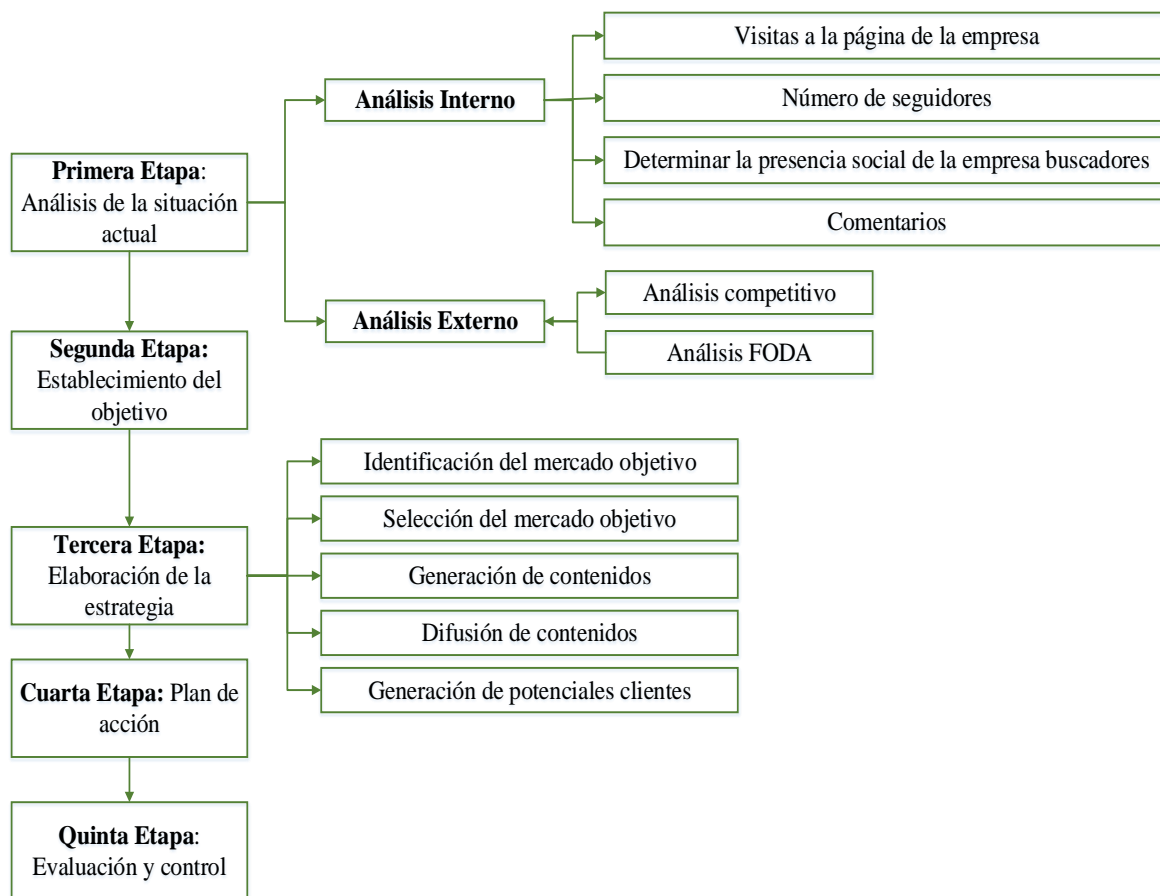 Primera Etapa:
Análisis de la situación
actual
Análisis Interno
Visitas a la página de la empresa
Número de seguidores
Determinar la presencia social de la empresa buscadores
Comentarios
Análisis Externo
Análisis competitivo
Análisis FODA
Segunda Etapa:
Establecimiento del
objetivo
Tercera Etapa:
Elaboración de la
estrategia
Identificación del mercado objetivo
Selección del mercado objetivo
Generación de contenidos
Difusión de contenidos
Generación de potenciales clientes
Cuarta Etapa: Plan de
acción
Quinta Etapa:
Evaluación y control